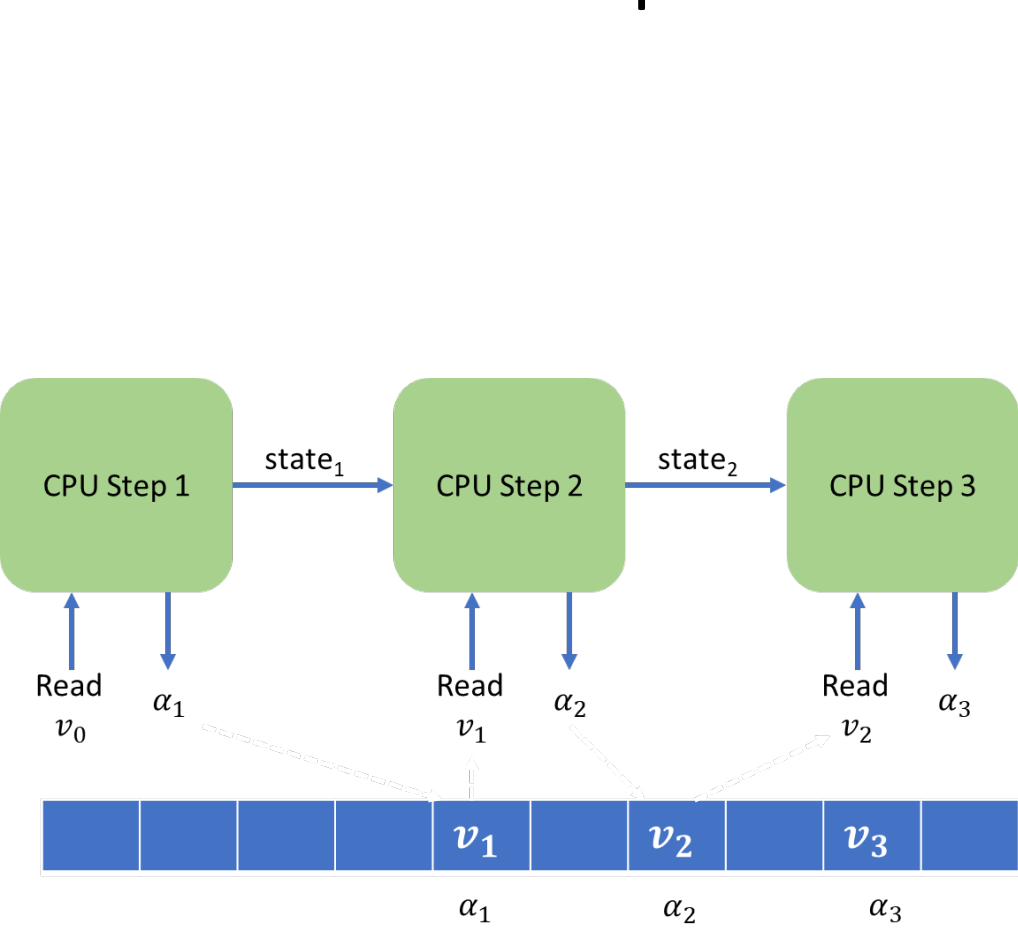 state₁
state₂
CPU Step 1
CPU Step 2
CPU Step 3
Read
v₀
α₁
Read
v₁
α₂
Read
v₂
α₃
v₁
v₂
v₃
α₁
α₂
α₃